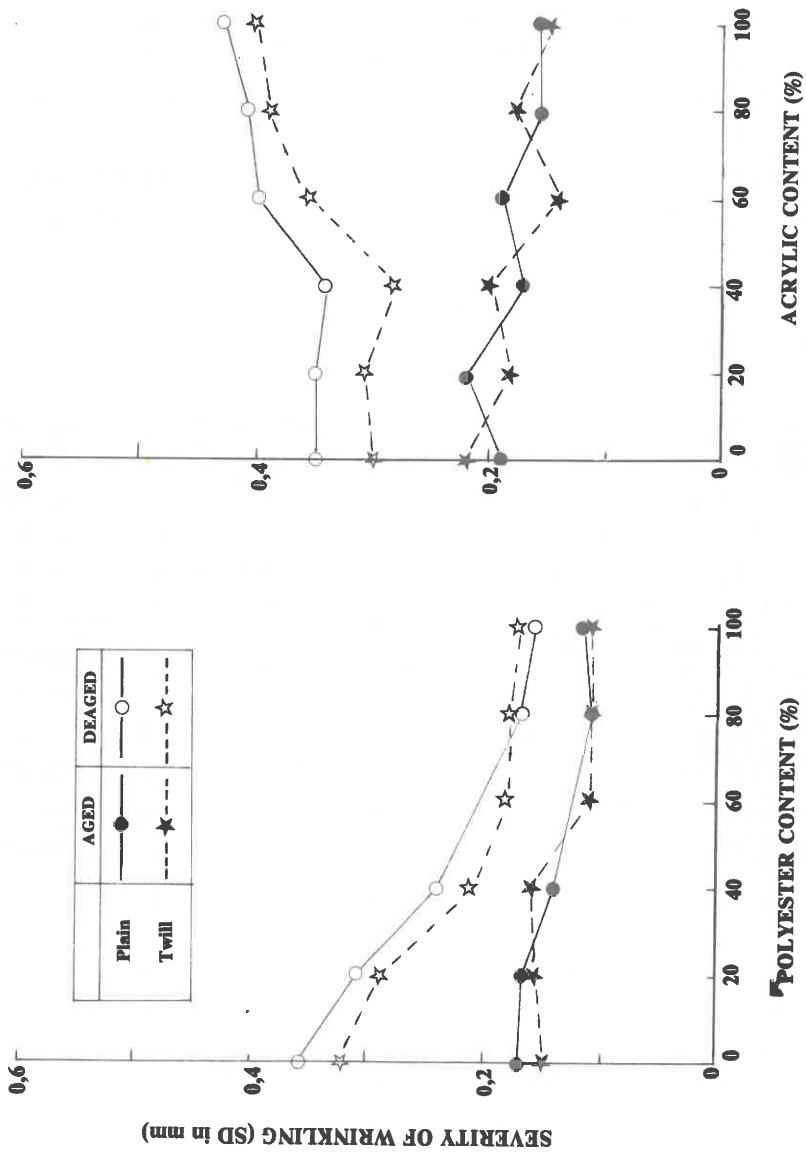 AGED DEAGED
Plain
Twill
SEVERITY OF WRINKLING (SD in mm)
0,6
0,4
0,2
0
0 20 40 60 80 100
POLYESTER CONTENT (%)
0,6
0,4
0,2
0
0 20 40 60 80 100
ACRYLIC CONTENT (%)